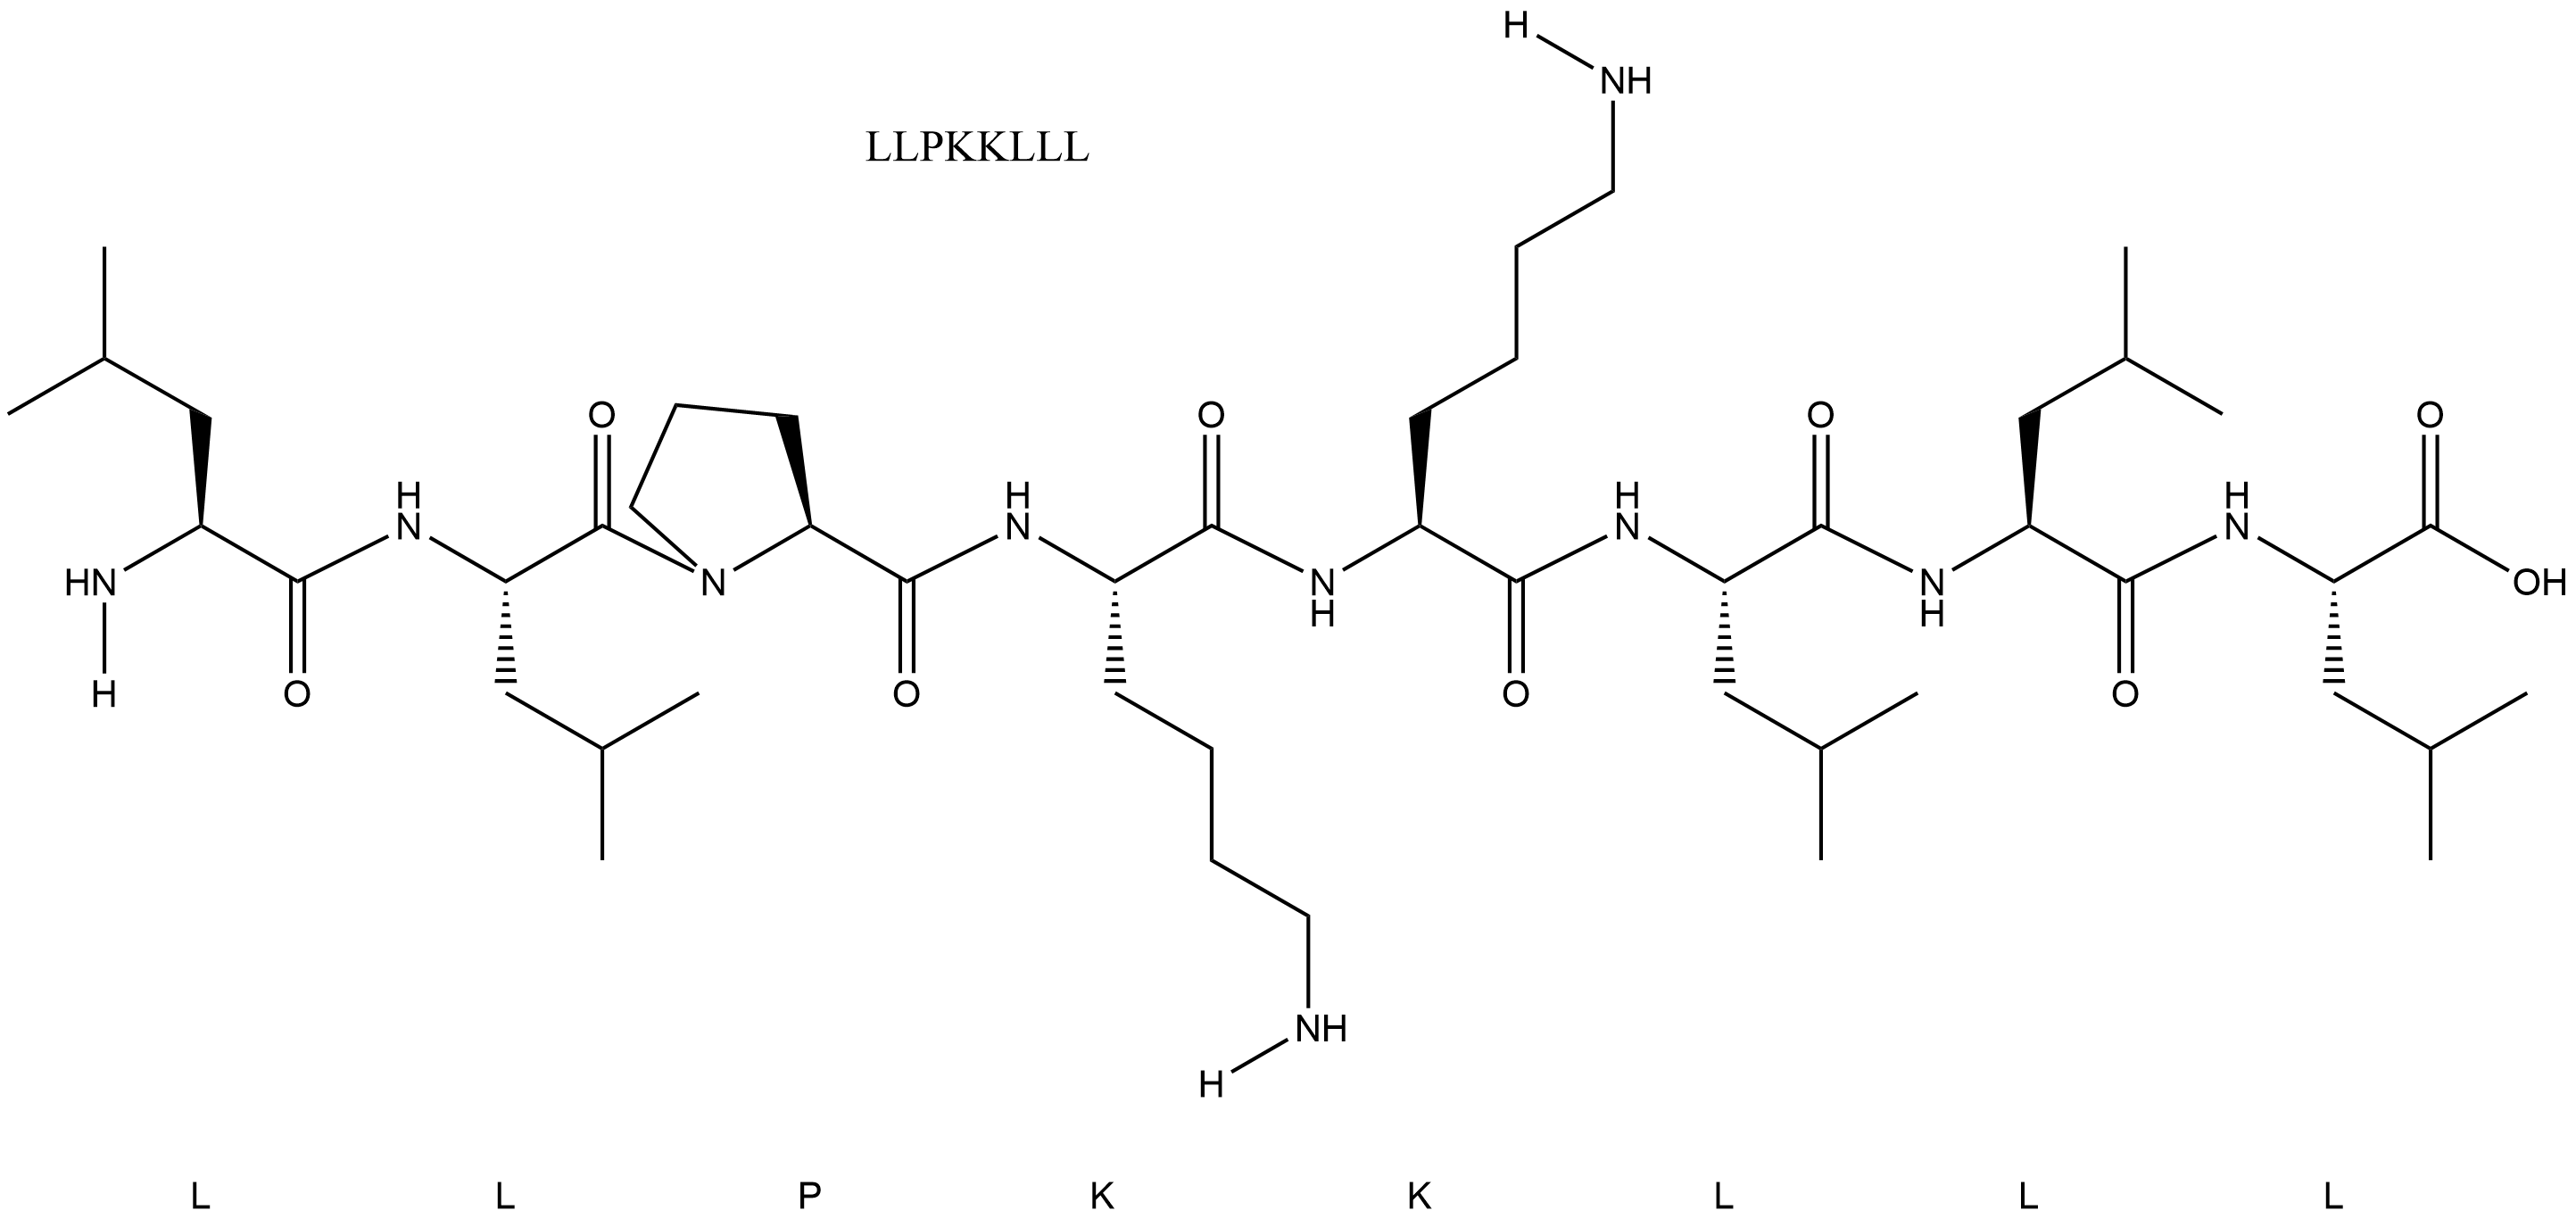 H
NH
LLPKKLLL
O O O O
H H H H
N N N N
HN N N N OH
H H
H O O O O
NH
H
L L P K K L L L